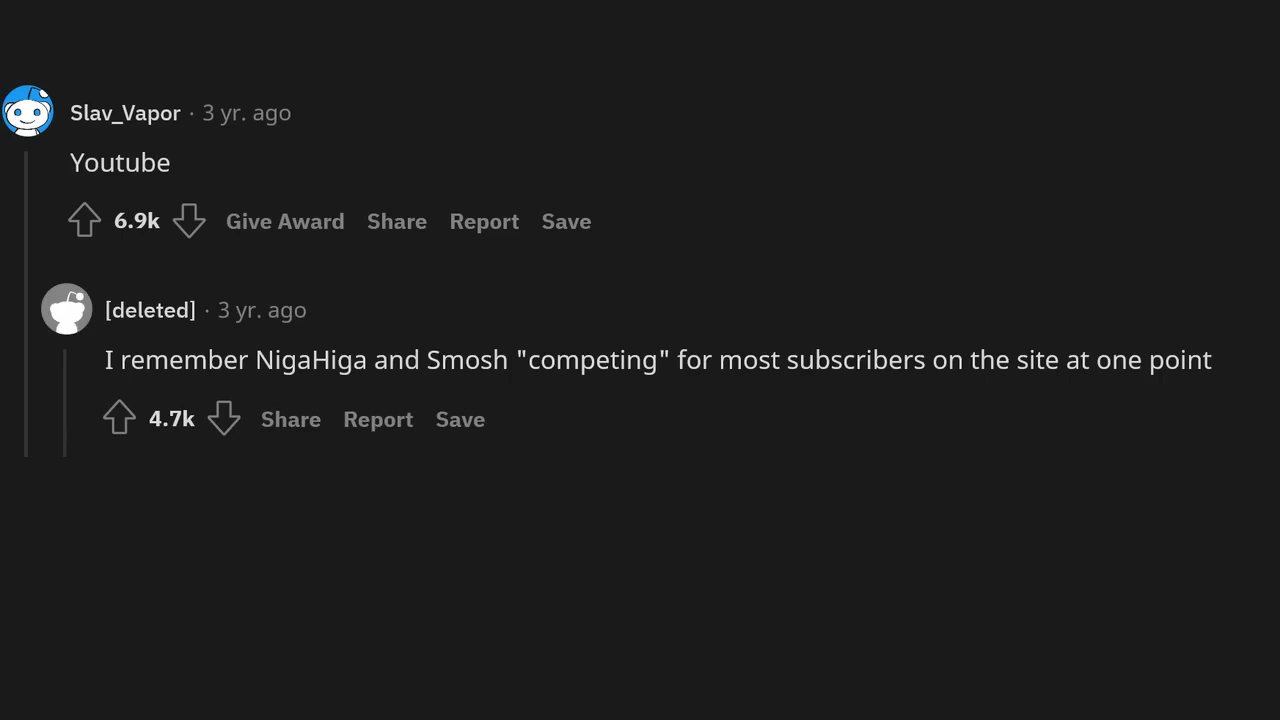 Slav_Vapor · 3 yr. ago
Youtube
6.9k Give Award Share Report Save
[deleted] · 3 yr. ago
I remember NigaHiga and Smosh "competing" for most subscribers on the site at one point
4.7k Share Report Save